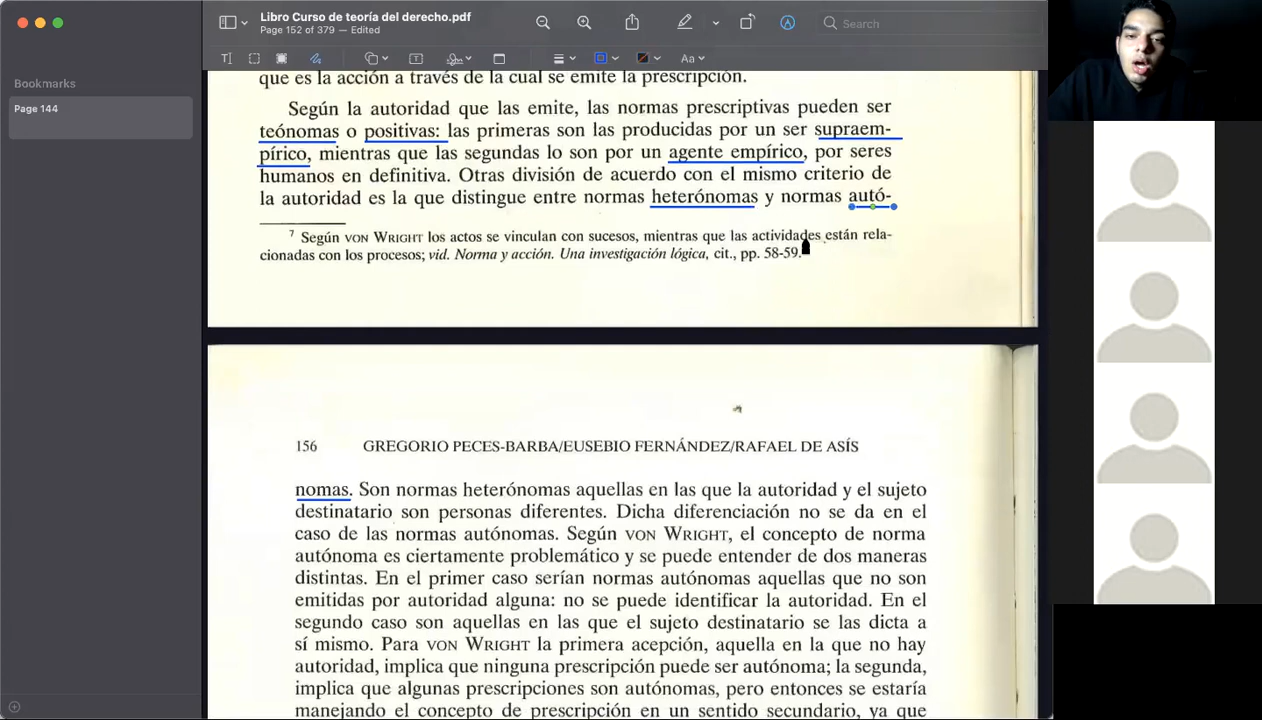 Libro Curso de teoría del derecho.pdf
Page 152 of 379 — Edited
Search
Aa
Bookmarks
Page 144
que es la acción a través de la cual se emite la prescripción.
Según la autoridad que las emite, las normas prescriptivas pueden ser
teónomas o positivas: las primeras son las producidas por un ser supraem-
pírico, mientras que las segundas lo son por un agente empírico, por seres
humanos en definitiva. Otras división de acuerdo con el mismo criterio de
la autoridad es la que distingue entre normas heterónomas y normas autó-
7 Según VON WRIGHT los actos se vinculan con sucesos, mientras que las actividades están rela-
cionadas con los procesos; vid. Norma y acción. Una investigación lógica, cit., pp. 58-59.
156 GREGORIO PECES-BARBA/EUSEBIO FERNÁNDEZ/RAFAEL DE ASÍS
nomas. Son normas heterónomas aquellas en las que la autoridad y el sujeto
destinatario son personas diferentes. Dicha diferenciación no se da en el
caso de las normas autónomas. Según VON WRIGHT, el concepto de norma
autónoma es ciertamente problemático y se puede entender de dos maneras
distintas. En el primer caso serían normas autónomas aquellas que no son
emitidas por autoridad alguna: no se puede identificar la autoridad. En el
segundo caso son aquellas en las que el sujeto destinatario se las dicta a
sí mismo. Para VON WRIGHT la primera acepción, aquella en la que no hay
autoridad, implica que ninguna prescripción puede ser autónoma; la segunda,
implica que algunas prescripciones son autónomas, pero entonces se estaría
manejando el concepto de prescripción en un sentido secundario, ya que